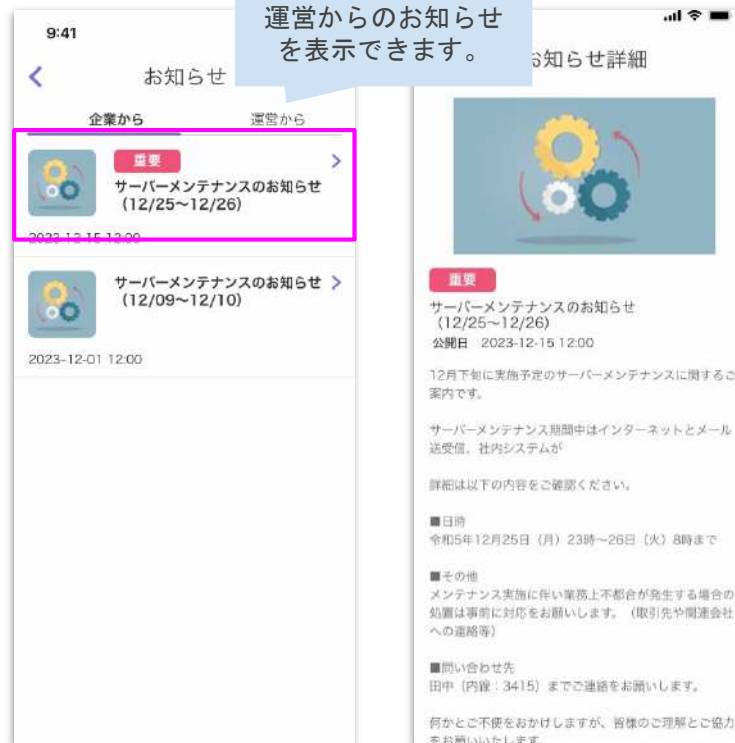 運営からのお知らせ
を表示できます。
9:41
お知らせ
企業から
運営から
重要
サーバーメンテナンスのお知らせ
（12/25〜12/26）
2023-12-15 12:00
サーバーメンテナンスのお知らせ
（12/09〜12/10）
2023-12-01 12:00
お知らせ詳細
重要
サーバーメンテナンスのお知らせ
（12/25〜12/26）
公開日 2023-12-15 12:00
12月下旬に実施予定のサーバーメンテナンスに関するご
案内です。
サーバーメンテナンス期間中はインターネットとメール
送受信、社内システムが
詳細は以下の内容をご確認ください。
■日時
令和5年12月25日（月）23時〜26日（火）8時まで
■その他
メンテナンス実施に伴い業務上不都合が発生する場合の
処置は事前に対応をお願いします。（取引先や関連会社
への連絡等）
■問い合わせ先
田中（内線：3415）までご連絡をお願いします。
何かとご不便をおかけしますが、皆様のご理解とご協力
をお願いいたします。